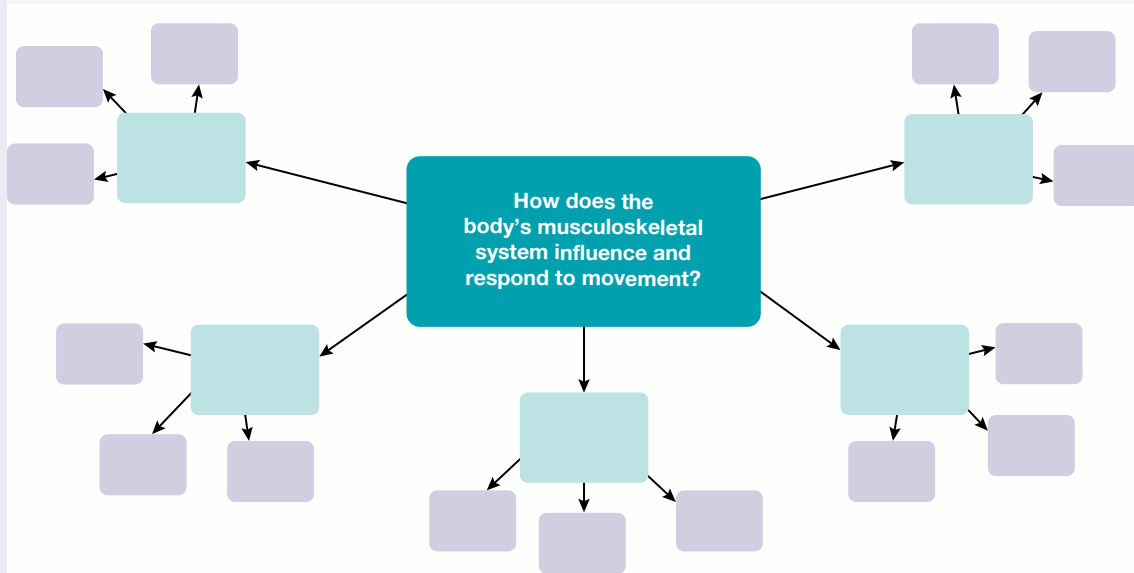 How does the
body's musculoskeletal
system influence and
respond to movement?